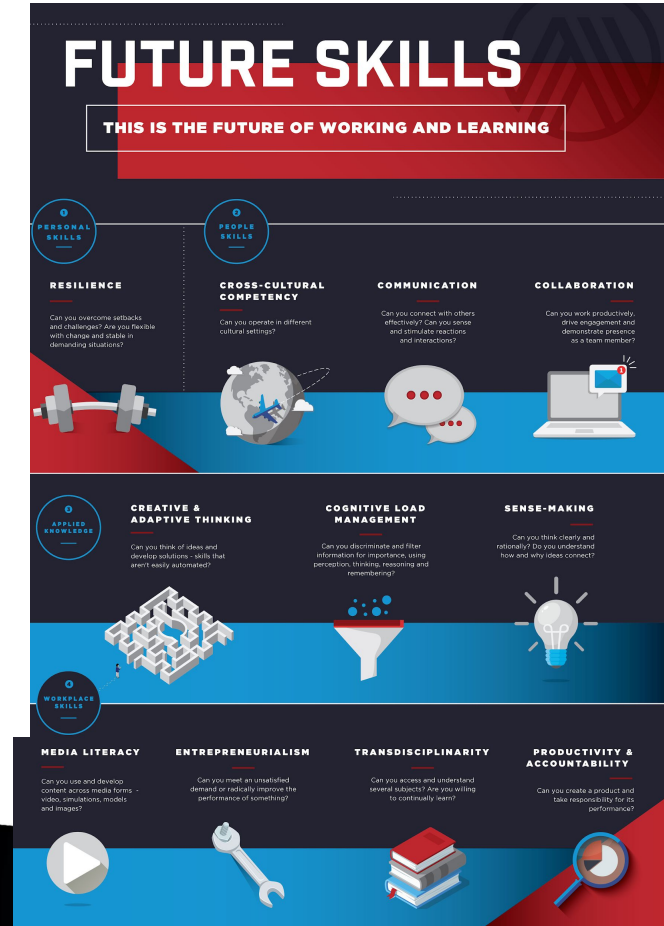 FUTURE SKILLS
THIS IS THE FUTURE OF WORKING AND LEARNING
1
PERSONAL
SKILLS
RESILIENCE
Can you overcome setbacks
and challenges? Are you flexible
with change and stable in
demanding situations?
2
PEOPLE
SKILLS
CROSS-CULTURAL
COMPETENCY
Can you operate in different
cultural settings?
COMMUNICATION
Can you connect with others
effectively? Can you sense
and stimulate reactions
and interactions?
COLLABORATION
Can you work productively,
drive engagement and
demonstrate presence
as a team member?
1
3
APPLIED
KNOWLEDGE
CREATIVE &
ADAPTIVE THINKING
Can you think of ideas and
develop solutions - skills that
aren't easily automated?
COGNITIVE LOAD
MANAGEMENT
Can you discriminate and filter
information for importance, using
perception, thinking, reasoning and
remembering?
SENSE-MAKING
Can you think clearly and
rationally? Do you understand
how and why ideas connect?
4
WORKPLACE
SKILLS
MEDIA LITERACY
Can you use and develop
content across media forms -
video, simulations, models
and images?
ENTREPRENEURIALISM
Can you meet an unsatisfied
demand or radically improve the
performance of something?
TRANSDISCIPLINARITY
Can you access and understand
several subjects? Are you willing
to continually learn?
PRODUCTIVITY &
ACCOUNTABILITY
Can you create a product and
take responsibility for its
performance?